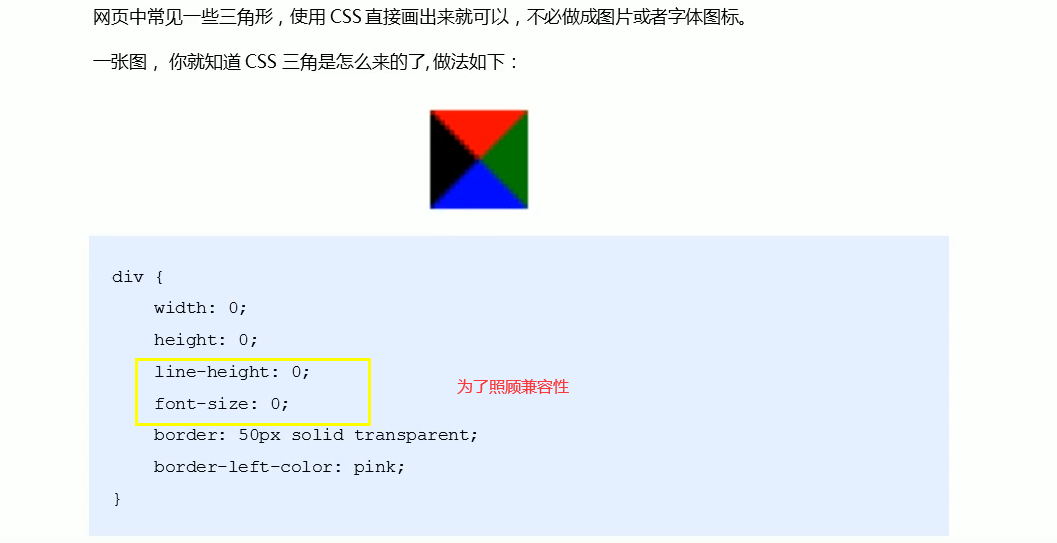 网页中常见一些三角形，使用 CSS 直接画出来就可以，不必做成图片或者字体图标。
一张图， 你就知道 CSS 三角是怎么来的了,做法如下：
div {
    width: 0;
    height: 0;
    line-height: 0;
    font-size: 0;
为了照顾兼容性
    border: 50px solid transparent;
    border-left-color: pink;
}